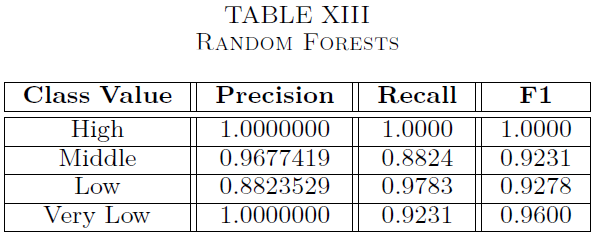 TABLE XIII
RANDOM FORESTS
Class Value Precision Recall F1
High 1.0000000 1.0000 1.0000
Middle 0.9677419 0.8824 0.9231
Low 0.8823529 0.9783 0.9278
Very Low 1.0000000 0.9231 0.9600